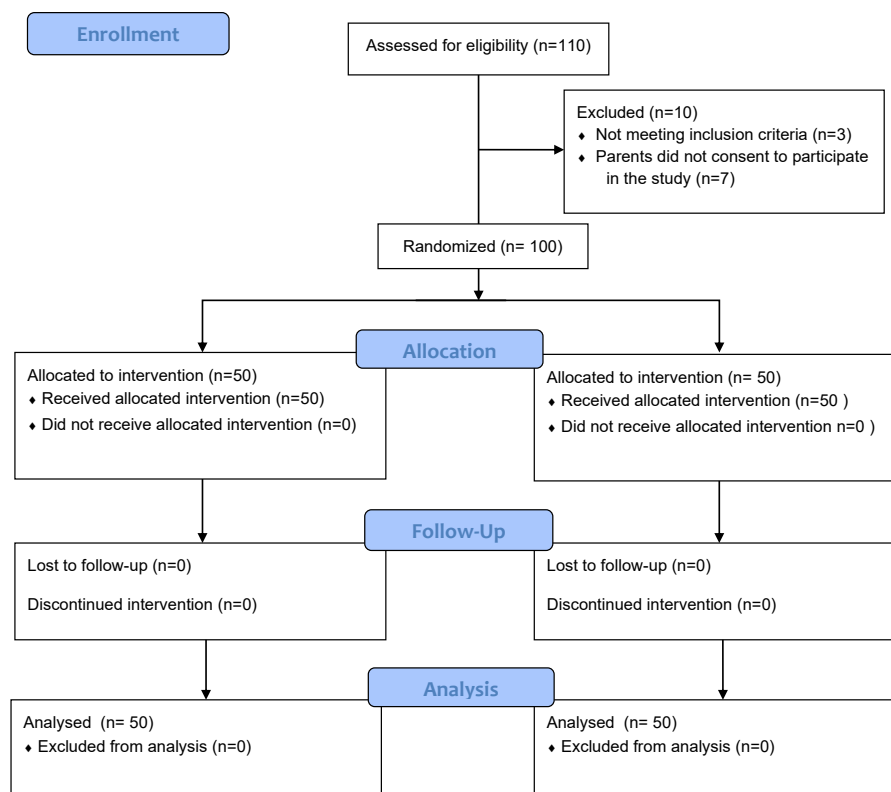 Enrollment
Assessed for eligibility (n=110)
Excluded (n=10)
♦ Not meeting inclusion criteria (n=3)
♦ Parents did not consent to participate
in the study (n=7)
Randomized (n= 100)
Allocation
Allocated to intervention (n=50)
♦ Received allocated intervention (n=50)
♦ Did not receive allocated intervention (n=0)
Allocated to intervention (n= 50)
♦ Received allocated intervention (n=50 )
♦ Did not receive allocated intervention n=0 )
Follow-Up
Lost to follow-up (n=0)
Discontinued intervention (n=0)
Lost to follow-up (n=0)
Discontinued intervention (n=0)
Analysis
Analysed (n= 50)
♦ Excluded from analysis (n=0)
Analysed (n= 50)
♦ Excluded from analysis (n=0)